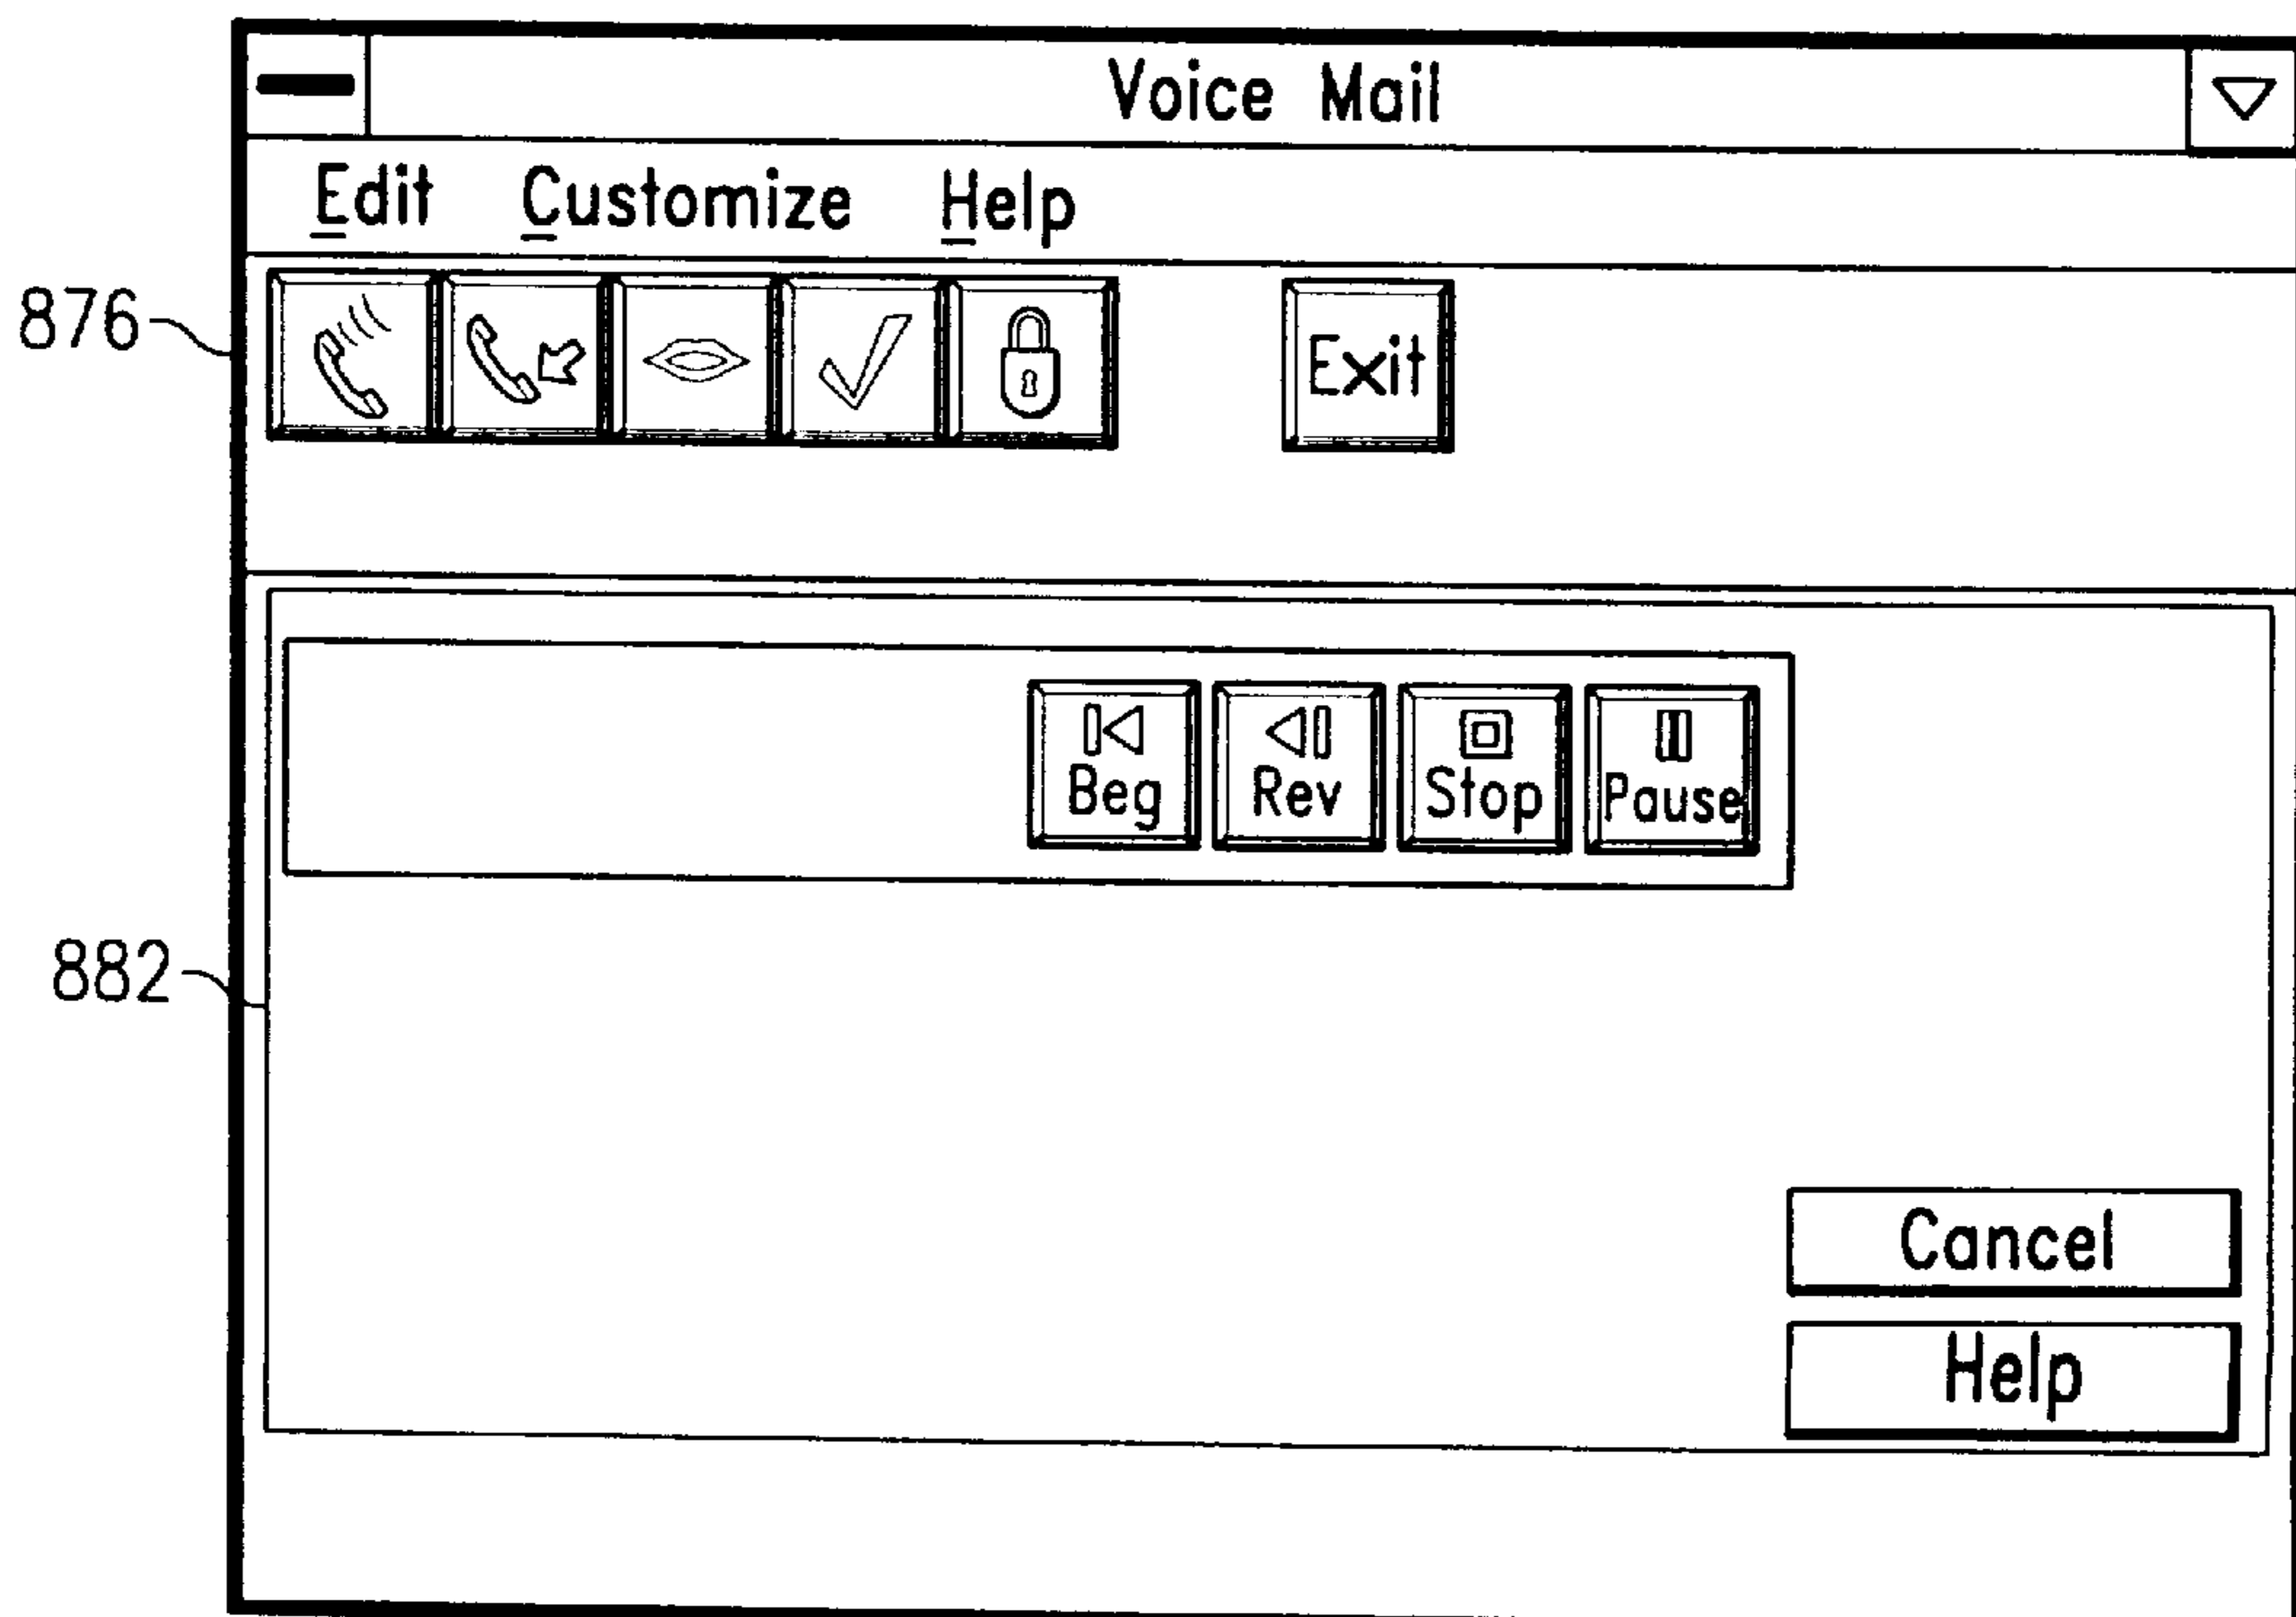 Voice Mail
Edit Customize Help
876
Exit
Beg Rev Stop Pause
882
Cancel
Help